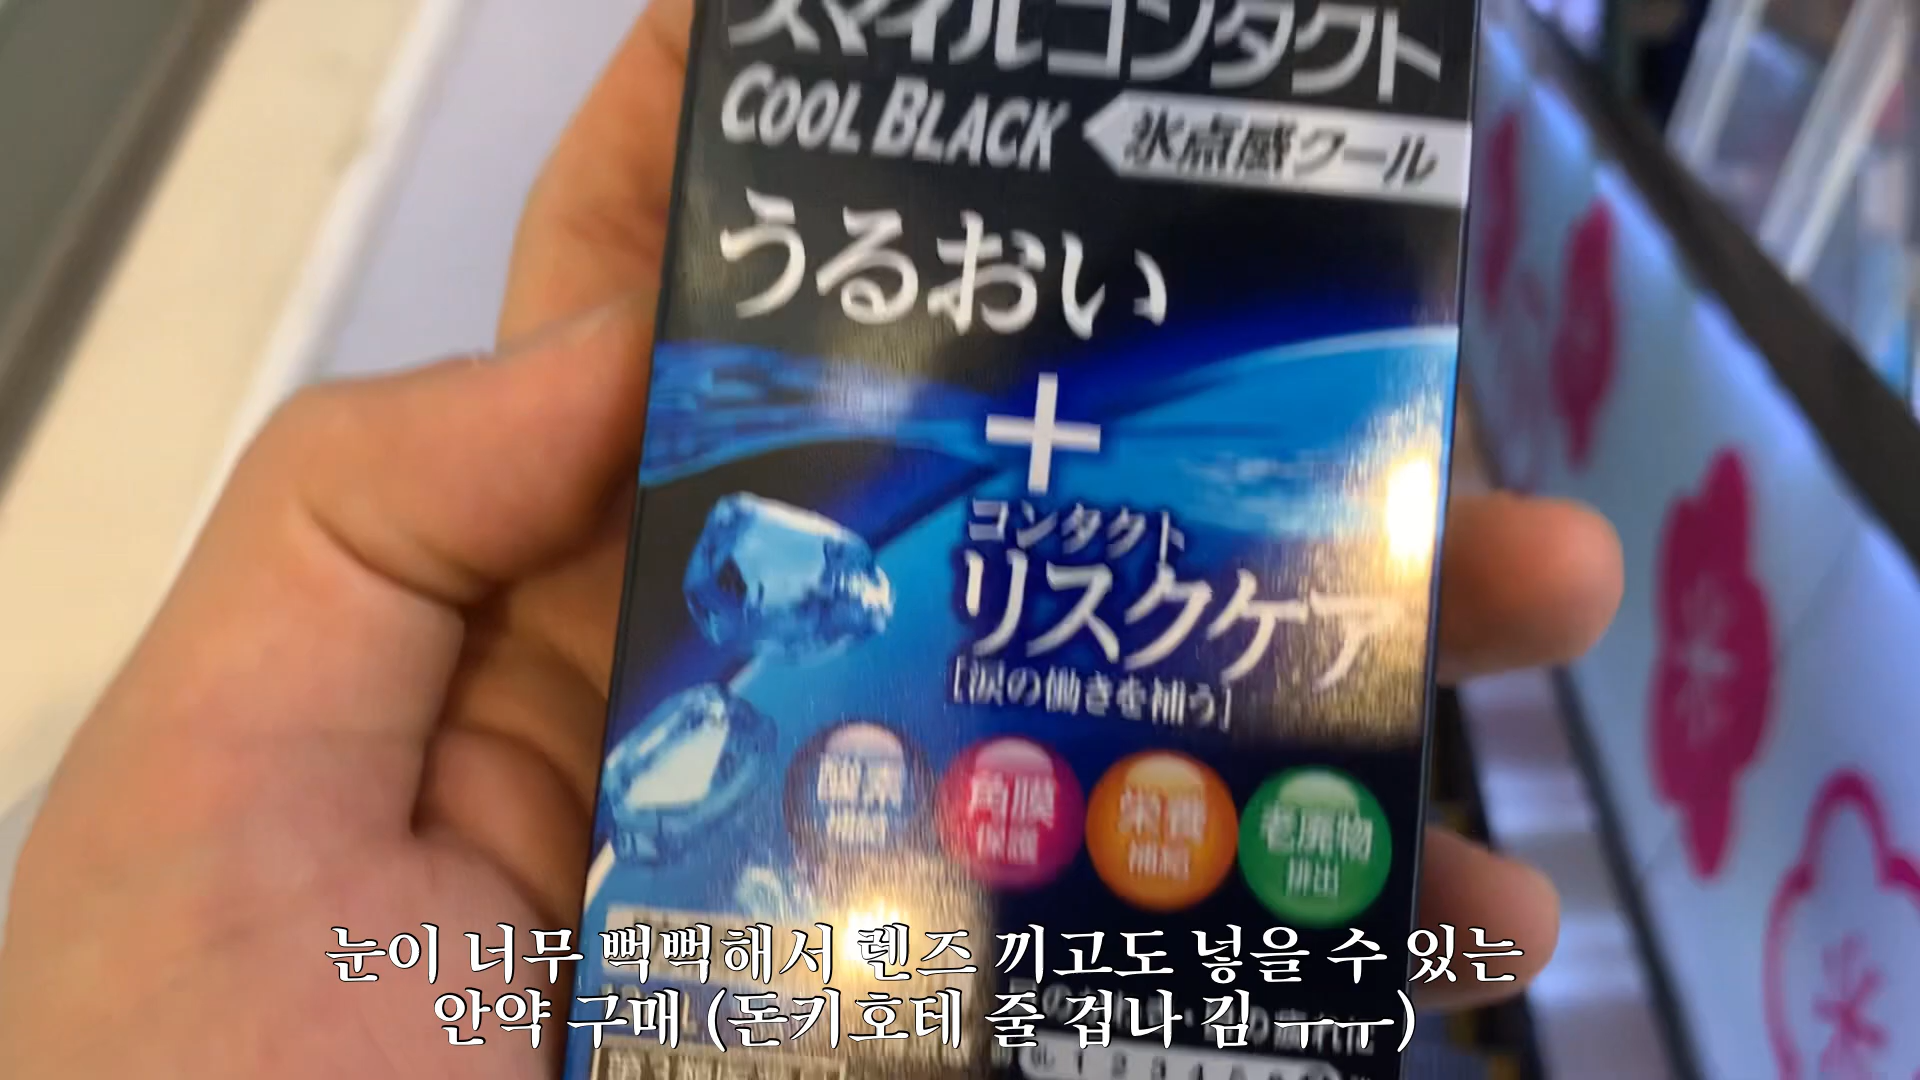 スマイルコンタクト
COOL BLACK
氷点感クール
うるおい
+
コンタクト
リスクケア
[涙の働きを補う]
酸素
補給
角膜
保護
栄養
補給
老廃物
排出
눈이 너무 뻑뻑해서 렌즈 끼고도 넣을 수 있는
안약 구매 (돈키호테 줄 겁나 김 ㅜㅜ)